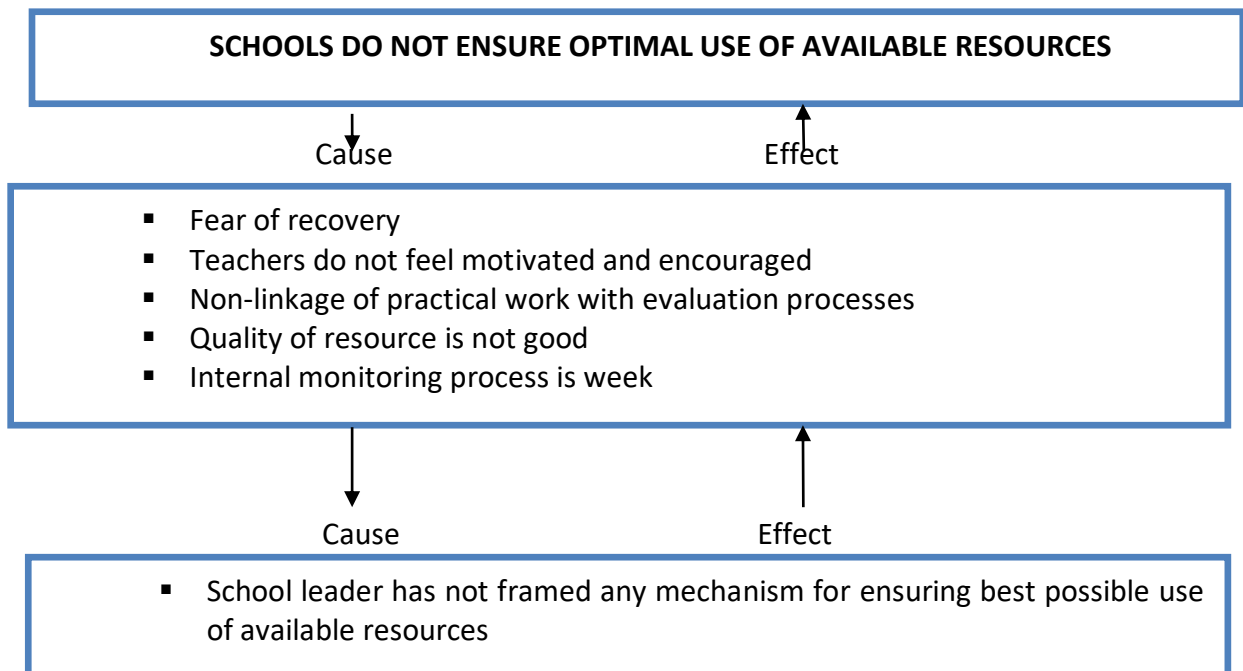 SCHOOLS DO NOT ENSURE OPTIMAL USE OF AVAILABLE RESOURCES
Cause
Effect
▪ Fear of recovery
▪ Teachers do not feel motivated and encouraged
▪ Non-linkage of practical work with evaluation processes
▪ Quality of resource is not good
▪ Internal monitoring process is week
Cause
Effect
▪ School leader has not framed any mechanism for ensuring best possible use
of available resources